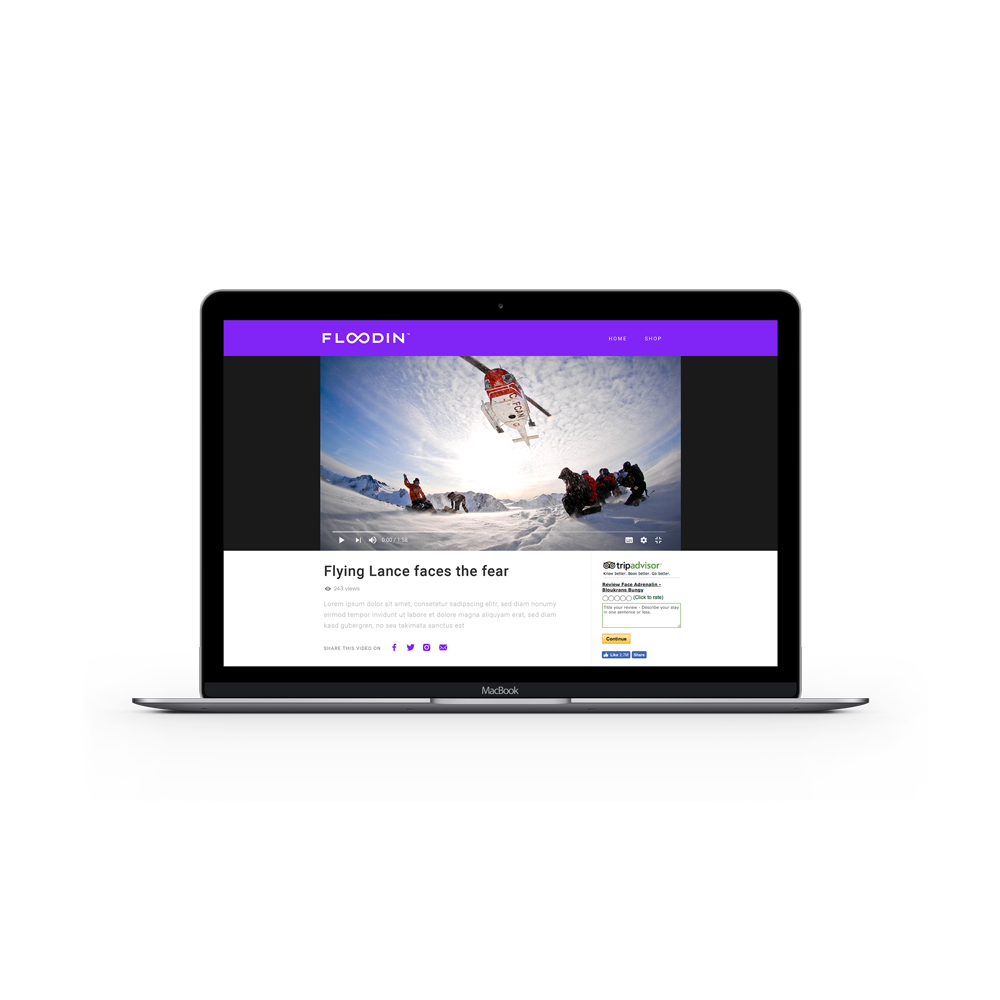 FLOODIN™
HOME SHOP
0:00 / 1:58
Flying Lance faces the fear
243 views
Lorem ipsum dolor sit amet, consetetur sadipscing elitr, sed diam nonumy
eirmod tempor invidunt ut labore et dolore magna aliquyam erat, sed diam
kasd gubergren, no sea takimata sanctus est
SHARE THIS VIDEO ON
tripadvisor
Know better. Book better. Go better.
Review Face Adrenalin -
Bloukrans Bungy
(Click to rate)
Title your review - Describe your stay
in one sentence or less.
Continue
Like 2.7M Share
MacBook